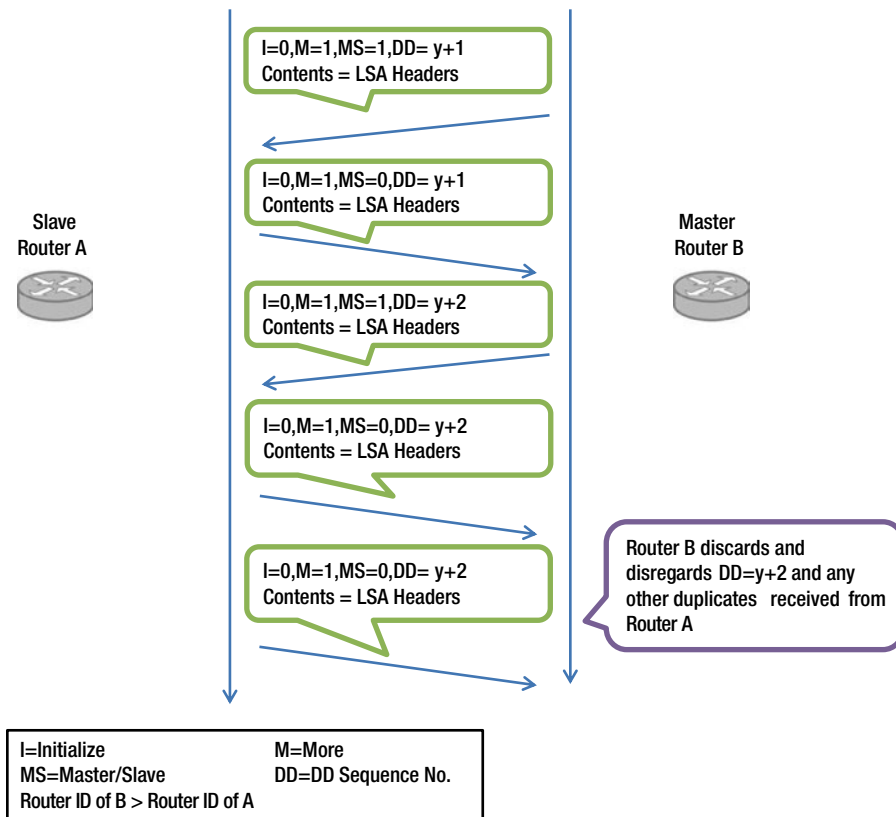 I=0,M=1,MS=1,DD= y+1
Contents = LSA Headers
I=0,M=1,MS=0,DD= y+1
Contents = LSA Headers
Slave
Router A
Master
Router B
I=0,M=1,MS=1,DD= y+2
Contents = LSA Headers
I=0,M=1,MS=0,DD= y+2
Contents = LSA Headers
I=0,M=1,MS=0,DD= y+2
Contents = LSA Headers
Router B discards and
disregards DD=y+2 and any
other duplicates received from
Router A
I=Initialize M=More
MS=Master/Slave DD=DD Sequence No.
Router ID of B > Router ID of A